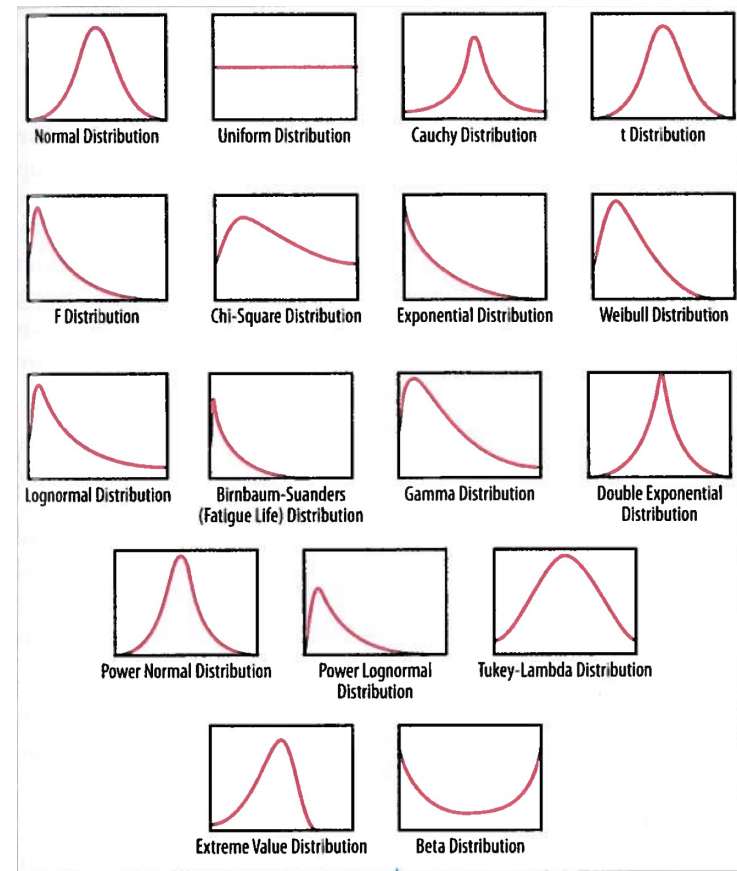 Normal Distribution
Uniform Distribution
Cauchy Distribution
t Distribution
F Distribution
Chi-Square Distribution
Exponential Distribution
Weibull Distribution
Lognormal Distribution
Birnbaum-Suanders
(Fatigue Life) Distribution
Gamma Distribution
Double Exponential
Distribution
Power Normal Distribution
Power Lognormal
Distribution
Tukey-Lambda Distribution
Extreme Value Distribution
Beta Distribution